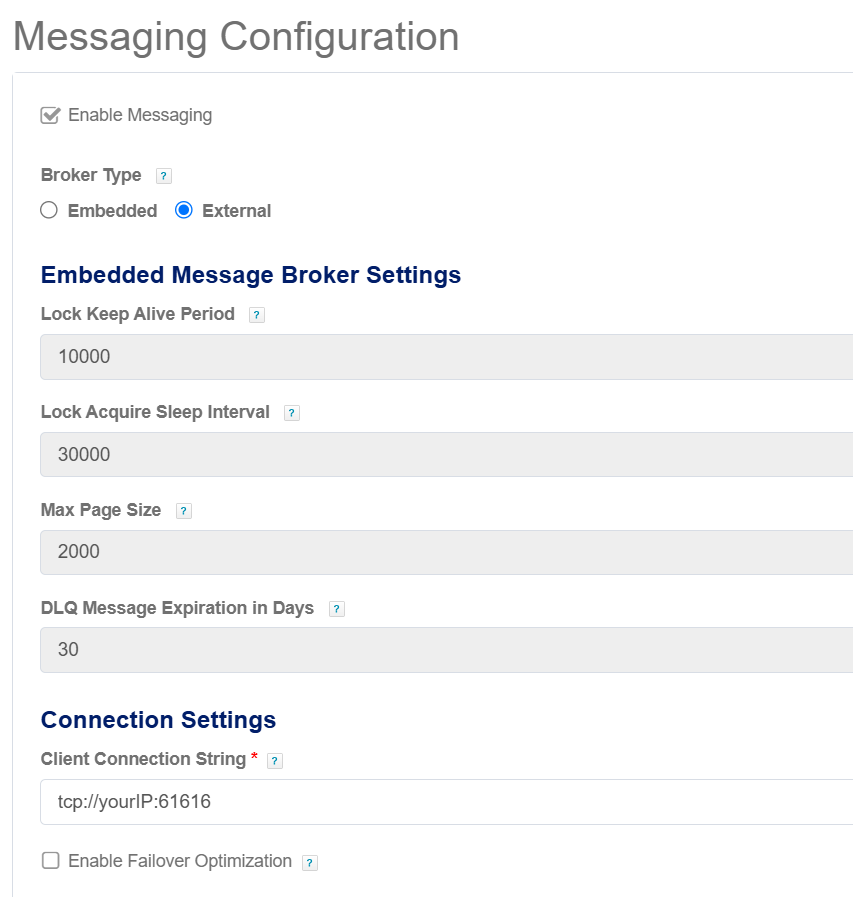 Messaging Configuration
Enable Messaging
Broker Type ?
Embedded External
Embedded Message Broker Settings
Lock Keep Alive Period ?
10000
Lock Acquire Sleep Interval ?
30000
Max Page Size ?
2000
DLQ Message Expiration in Days ?
30
Connection Settings
Client Connection String * ?
tcp://yourIP:61616
Enable Failover Optimization ?